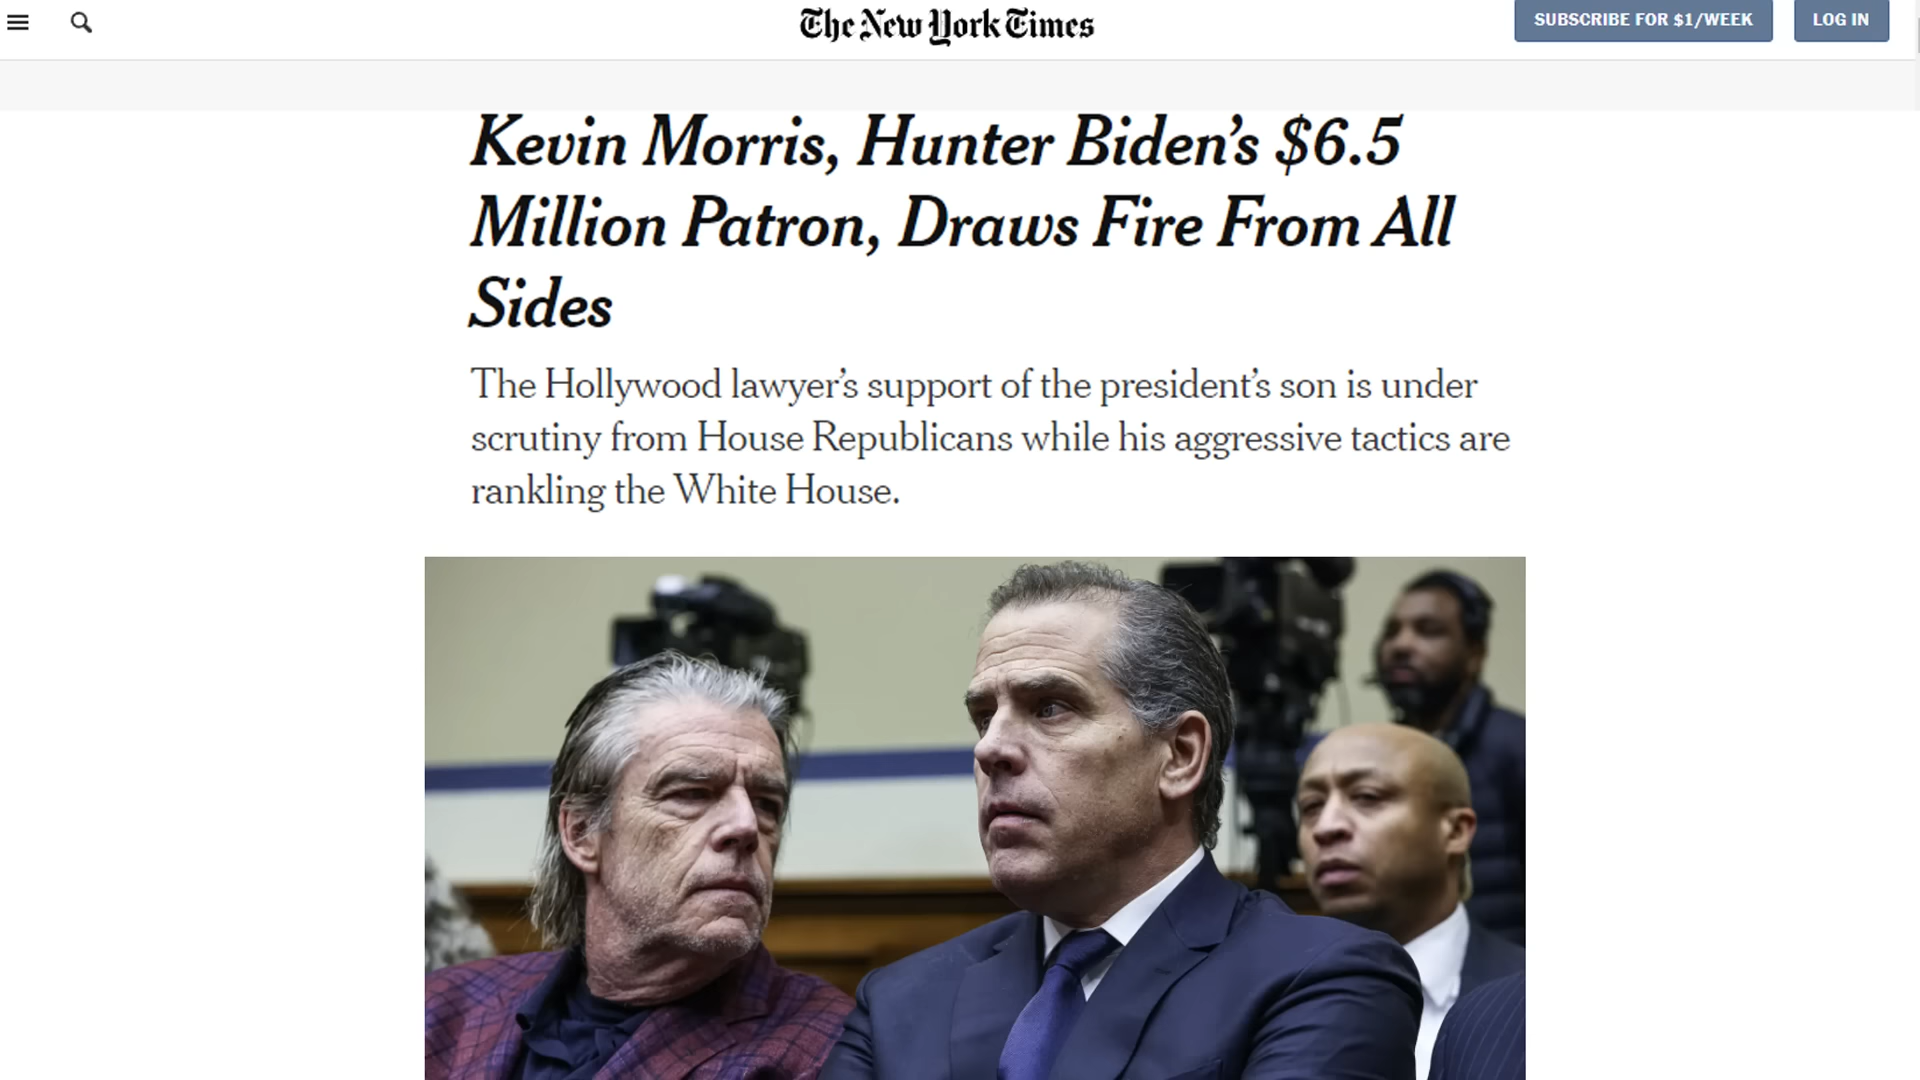 The New York Times
SUBSCRIBE FOR $1/WEEK
LOG IN
Kevin Morris, Hunter Biden’s $6.5
Million Patron, Draws Fire From All
Sides
The Hollywood lawyer’s support of the president’s son is under
scrutiny from House Republicans while his aggressive tactics are
rankling the White House.